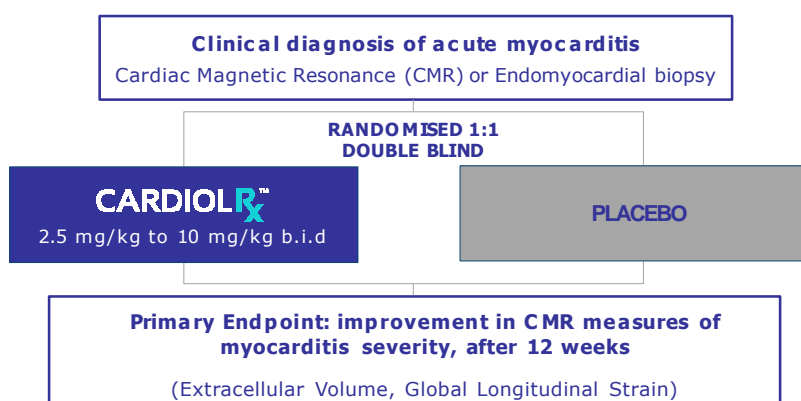 Clinical diagnosis of acute myocarditis
Cardiac Magnetic Resonance (CMR) or Endomyocardial biopsy
RANDOMISED 1:1
DOUBLE BLIND
CARDIOLRx™
2.5 mg/kg to 10 mg/kg b.i.d
PLACEBO
Primary Endpoint: improvement in CMR measures of
myocarditis severity, after 12 weeks
(Extracellular Volume, Global Longitudinal Strain)